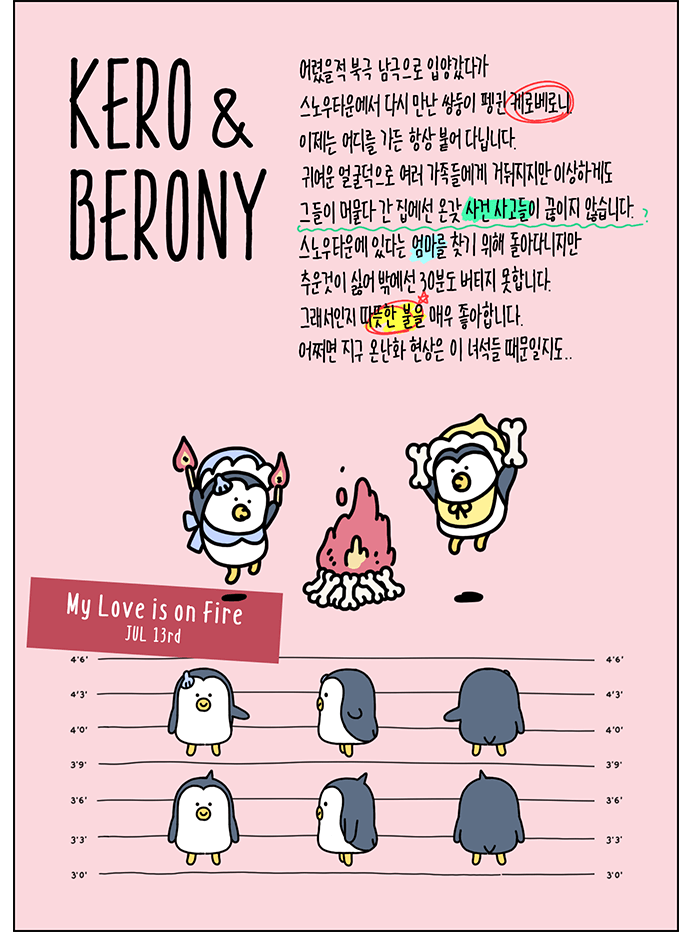 KERO &
BERONY
어렸을적 북극 남극으로 입양갔다가
스노우타운에서 다시 만난 쌍둥이 펭귄 케로베로니.
이제는 어디를 가든 항상 붙어 다닙니다.
귀여운 얼굴덕으로 여러 가족들에게 거둬지지만 이상하게도
그들이 머물다 간 집에선 온갖 사건 사고들이 끊이지 않습니다.
스노우타운에 있다는 엄마를 찾기 위해 돌아다니지만
추운것이 싫어 밖에선 30분도 버티지 못합니다.
그래서인지 따뜻한 불을 매우 좋아합니다.
어쩌면 지구 온난화 현상은 이 녀석들 때문일지도..
My Love is on Fire
JUL 13rd
4'6' 4'6'
4'3' 4'3'
4'0' 4'0'
3'9' 3'9'
3'6' 3'6'
3'3' 3'3'
3'0' 3'0'